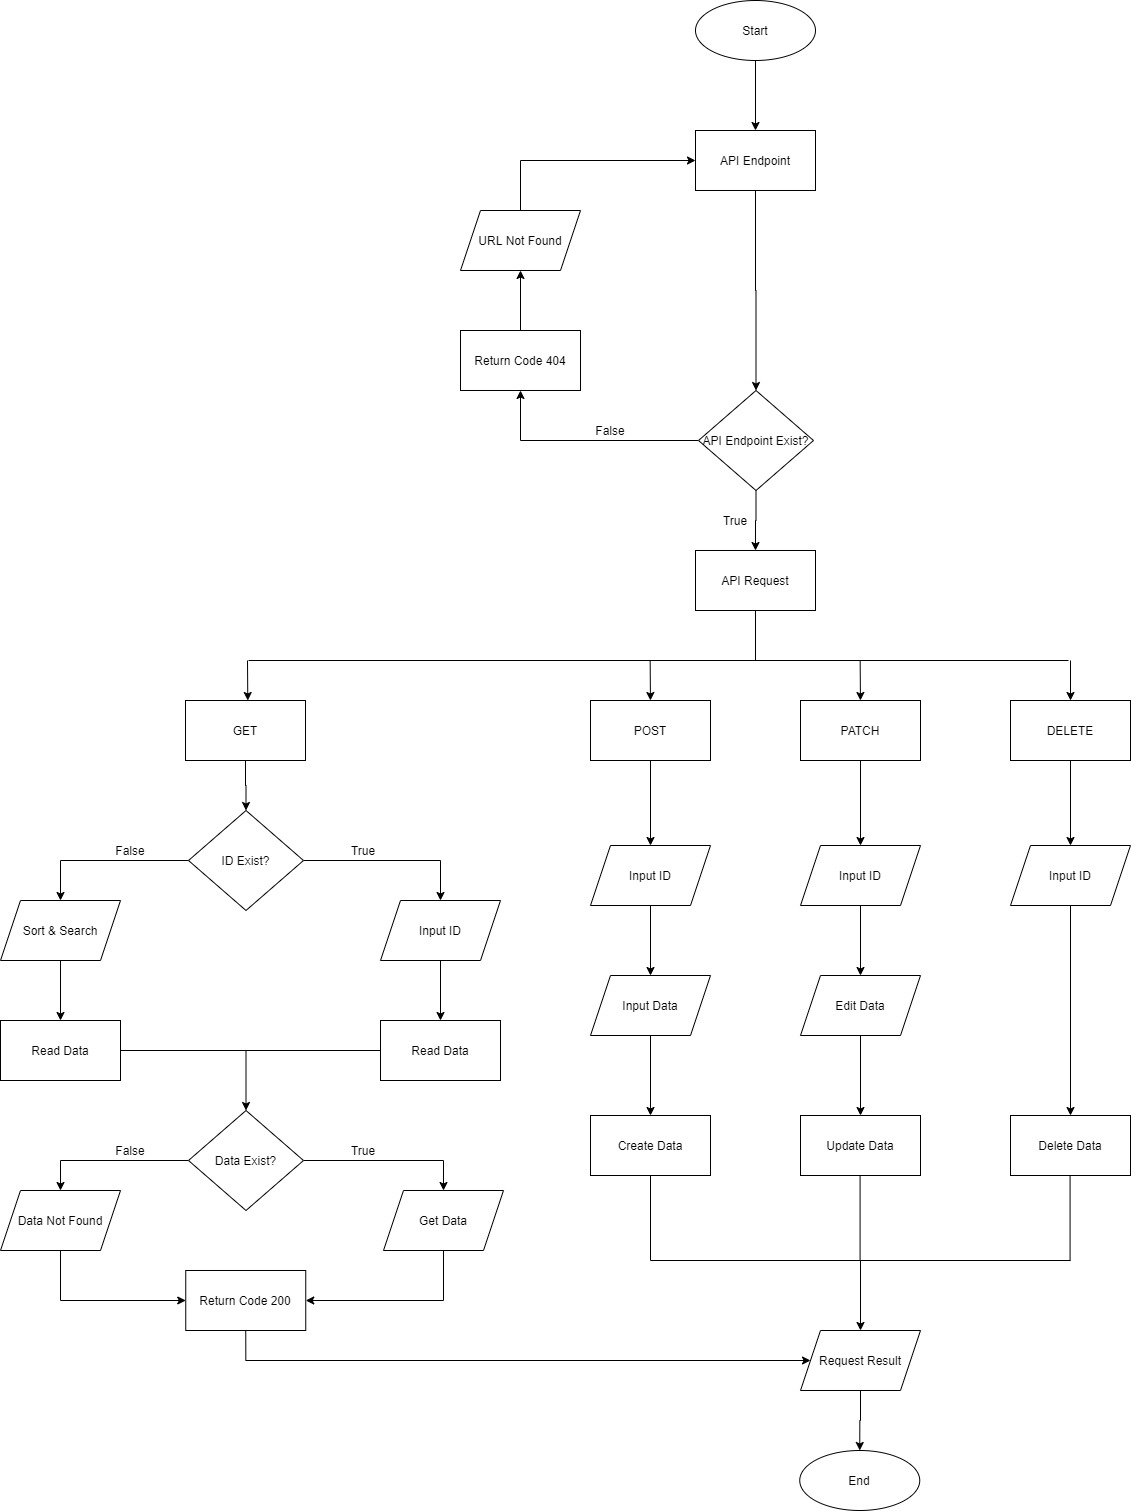 Start
API Endpoint
URL Not Found
Return Code 404
False
API Endpoint Exist?
True
API Request
GET
POST
PATCH
DELETE
False
ID Exist?
True
Input ID
Input ID
Input ID
Sort & Search
Input ID
Input Data
Edit Data
Read Data
Read Data
False
Data Exist?
True
Create Data
Update Data
Delete Data
Data Not Found
Get Data
Return Code 200
Request Result
End